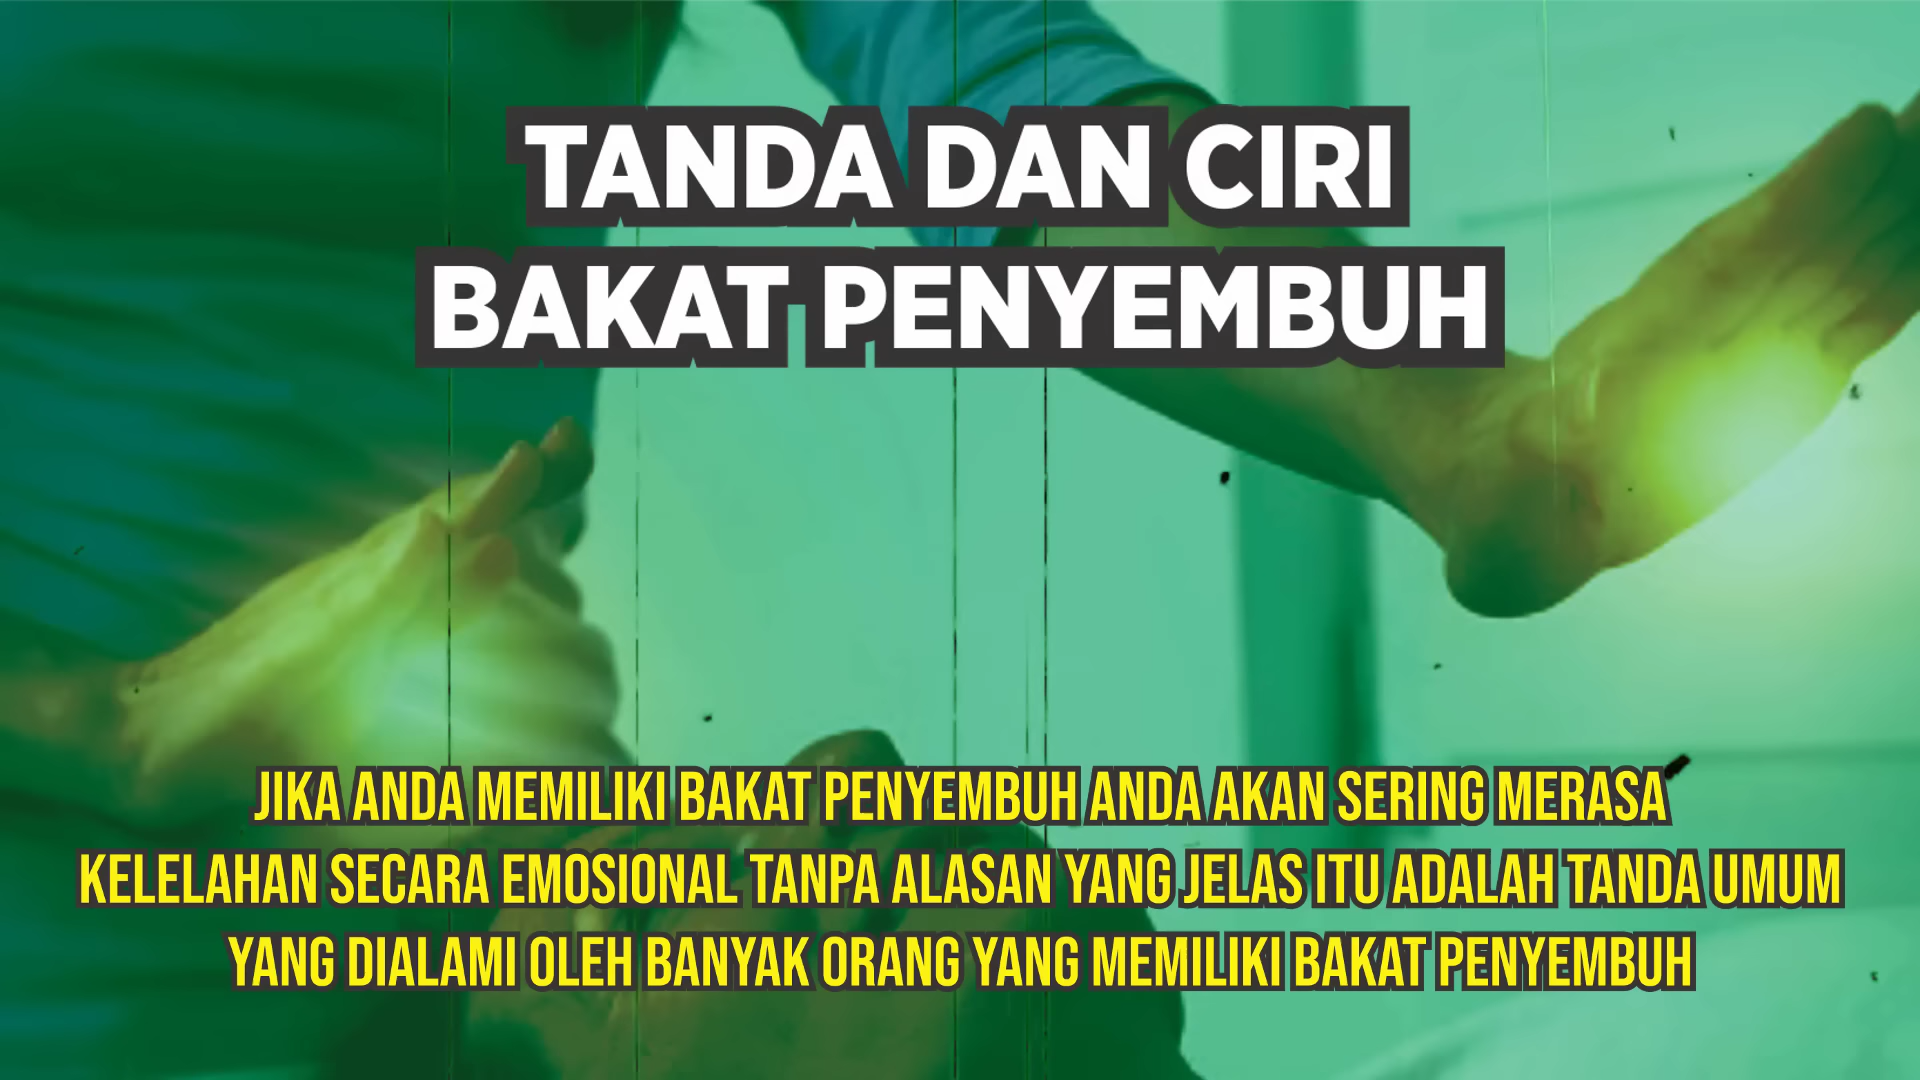 TANDA DAN CIRI
BAKAT PENYEMBUH
JIKA ANDA MEMILIKI BAKAT PENYEMBUH ANDA AKAN SERING MERASA
KELELAHAN SECARA EMOSIONAL TANPA ALASAN YANG JELAS ITU ADALAH TANDA UMUM
YANG DIALAMI OLEH BANYAK ORANG YANG MEMILIKI BAKAT PENYEMBUH